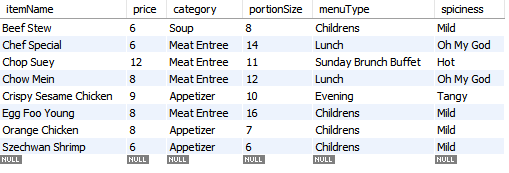 itemName price category portionSize menuType spiciness
Beef Stew 6 Soup 8 Childrens Mild
Chef Special 6 Meat Entree 14 Lunch Oh My God
Chop Suey 12 Meat Entree 11 Sunday Brunch Buffet Hot
Chow Mein 8 Meat Entree 12 Lunch Oh My God
Crispy Sesame Chicken 9 Appetizer 10 Evening Tangy
Egg Foo Young 8 Meat Entree 16 Childrens Mild
Orange Chicken 8 Appetizer 7 Childrens Mild
Szechwan Shrimp 6 Appetizer 6 Childrens Mild
NULL NULL NULL NULL NULL NULL